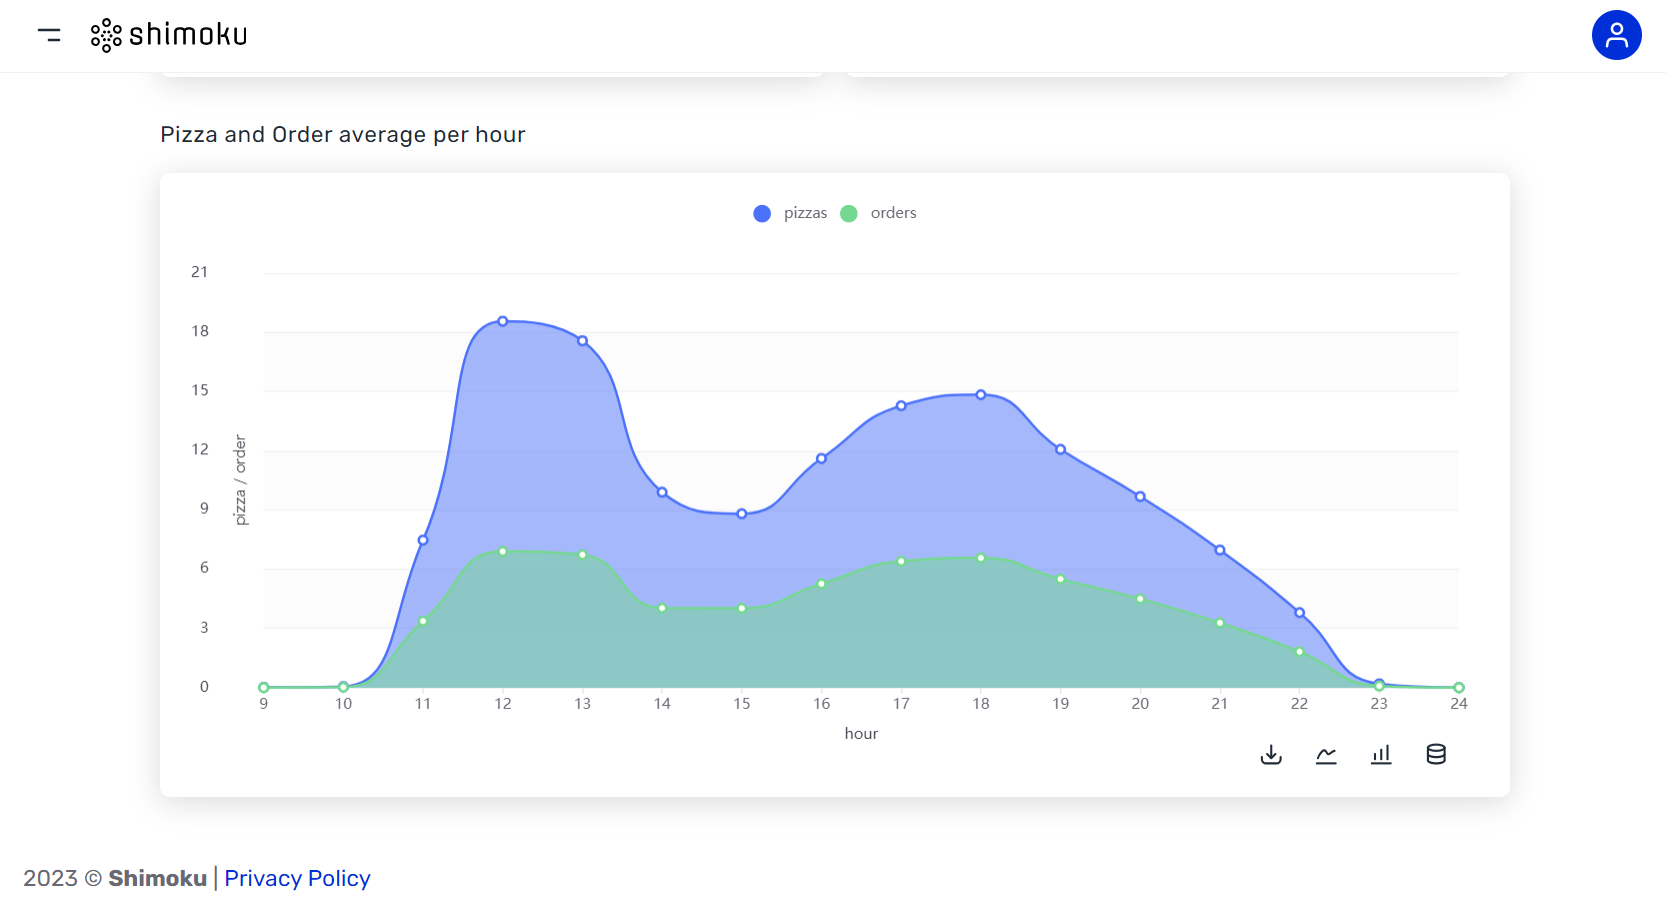 shimoku
Pizza and Order average per hour
pizzas orders
21
18
15
12
9
6
3
0
pizza / order
9 10 11 12 13 14 15 16 17 18 19 20 21 22 23 24
hour
2023 © Shimoku | Privacy Policy